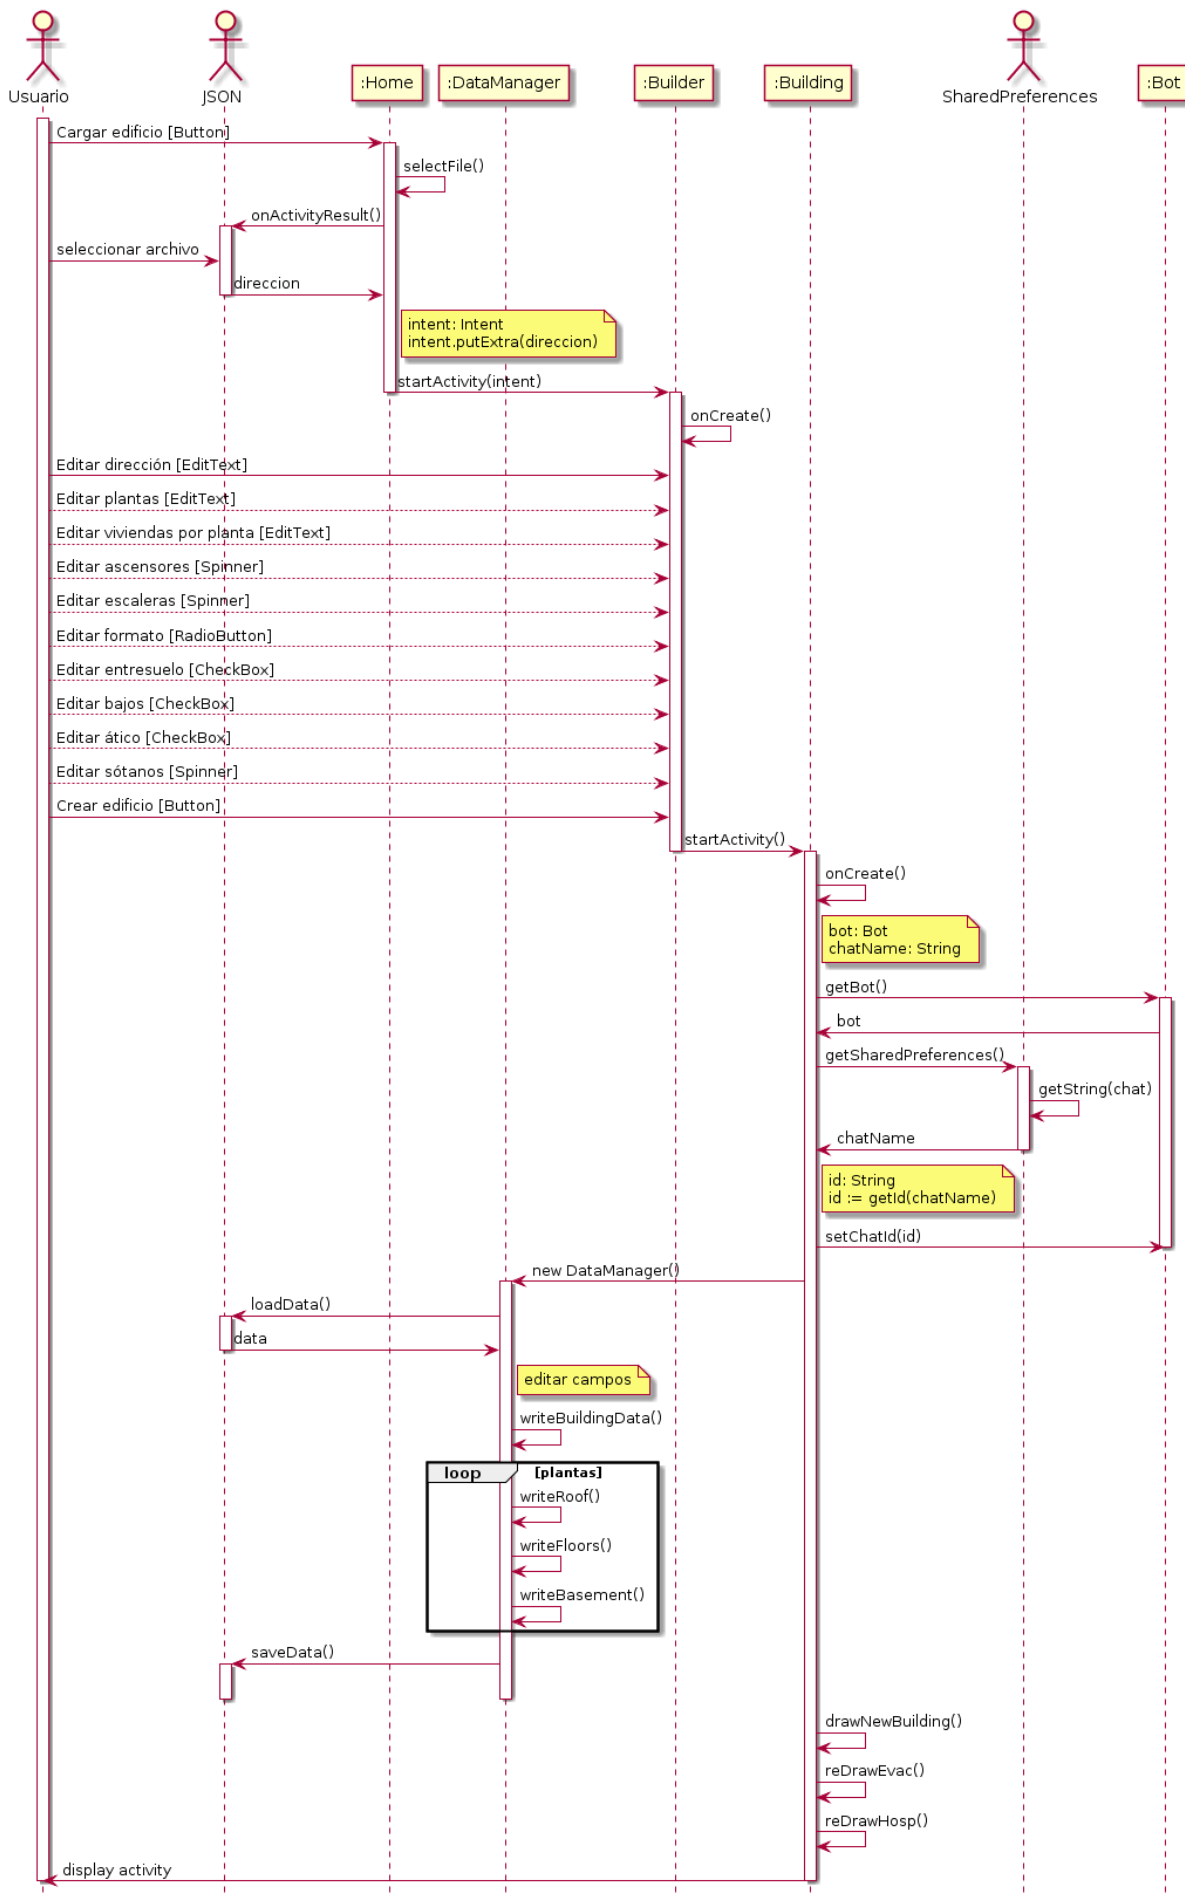 Usuario
JSON
:Home
:DataManager
:Builder
:Building
SharedPreferences
:Bot
Cargar edificio [Button]
selectFile()
onActivityResult()
seleccionar archivo
direccion
intent: Intent
intent.putExtra(direccion)
startActivity(intent)
onCreate()
Editar dirección [EditText]
Editar plantas [EditText]
Editar viviendas por planta [EditText]
Editar ascensores [Spinner]
Editar escaleras [Spinner]
Editar formato [RadioButton]
Editar entresuelo [CheckBox]
Editar bajos [CheckBox]
Editar ático [CheckBox]
Editar sótanos [Spinner]
Crear edificio [Button]
startActivity()
onCreate()
bot: Bot
chatName: String
getBot()
bot
getSharedPreferences()
getString(chat)
chatName
id: String
id := getId(chatName)
setChatId(id)
new DataManager()
loadData()
data
editar campos
writeBuildingData()
loop [plantas]
writeRoof()
writeFloors()
writeBasement()
saveData()
drawNewBuilding()
reDrawEvac()
reDrawHosp()
display activity